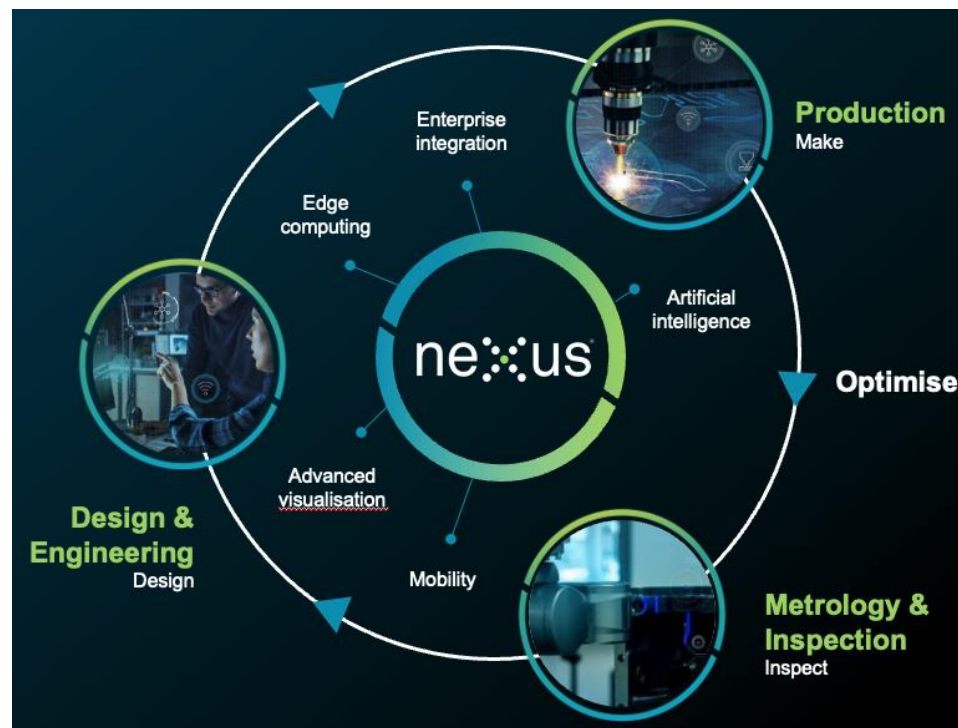 Production
Make
Enterprise
integration
Edge
computing
Artificial
intelligence
nexus
Optimise
Advanced
visualisation
Design &
Engineering
Design
Mobility
Metrology &
Inspection
Inspect